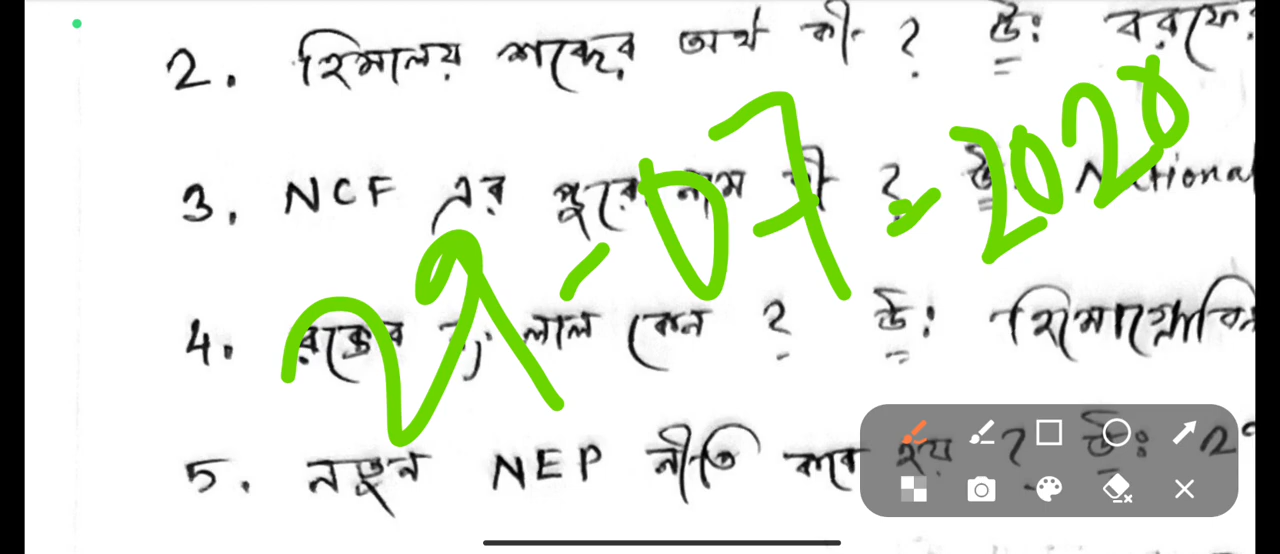 2. হিমালয় শব্দের অর্থ কী ? উঃ বরফের
3. NCF এর পুরো নাম কী ? উঃ National
4. রক্তের লাল কেন ? উঃ
5. নতুন NEP নীতি কবে হয় ? উঃ 29
29-07-2020